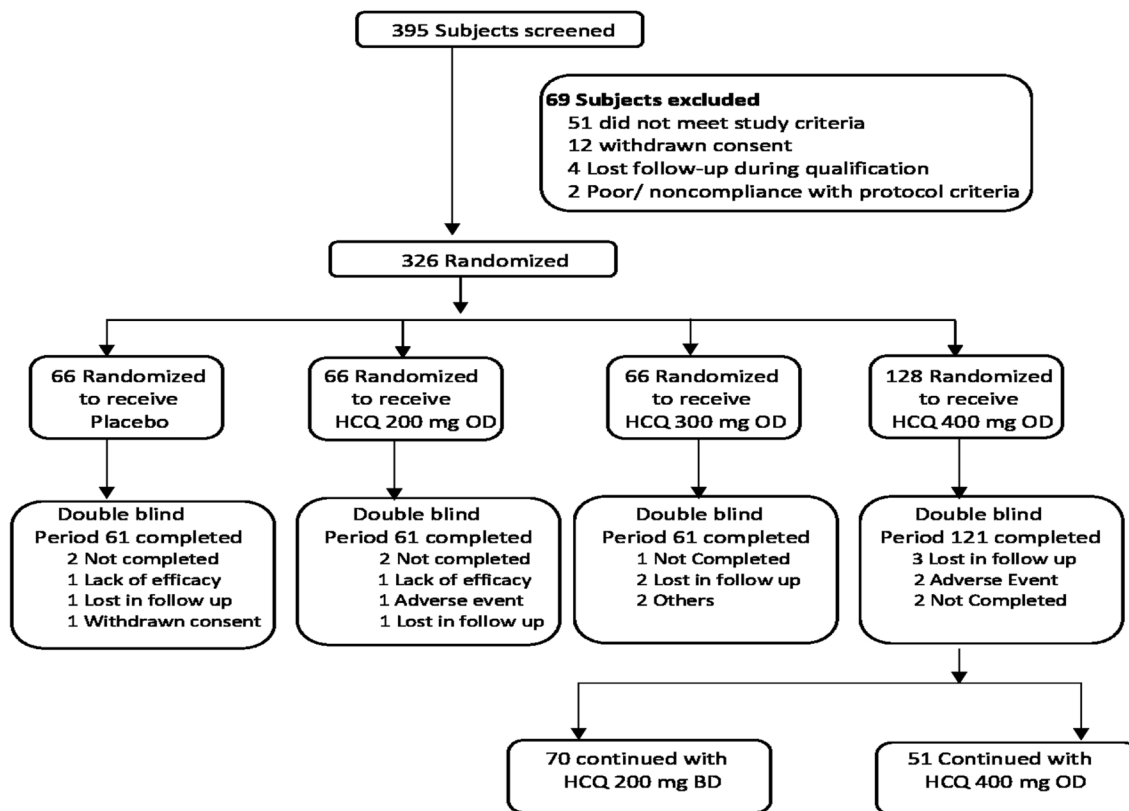 395 Subjects screened
69 Subjects excluded
51 did not meet study criteria
12 withdrawn consent
4 Lost follow-up during qualification
2 Poor/ noncompliance with protocol criteria
326 Randomized
66 Randomized
to receive
Placebo
66 Randomized
to receive
HCQ 200 mg OD
66 Randomized
to receive
HCQ 300 mg OD
128 Randomized
to receive
HCQ 400 mg OD
Double blind
Period 61 completed
2 Not completed
1 Lack of efficacy
1 Lost in follow up
1 Withdrawn consent
Double blind
Period 61 completed
2 Not completed
1 Lack of efficacy
1 Adverse event
1 Lost in follow up
Double blind
Period 61 completed
1 Not Completed
2 Lost in follow up
2 Others
Double blind
Period 121 completed
3 Lost in follow up
2 Adverse Event
2 Not Completed
70 continued with
HCQ 200 mg BD
51 Continued with
HCQ 400 mg OD